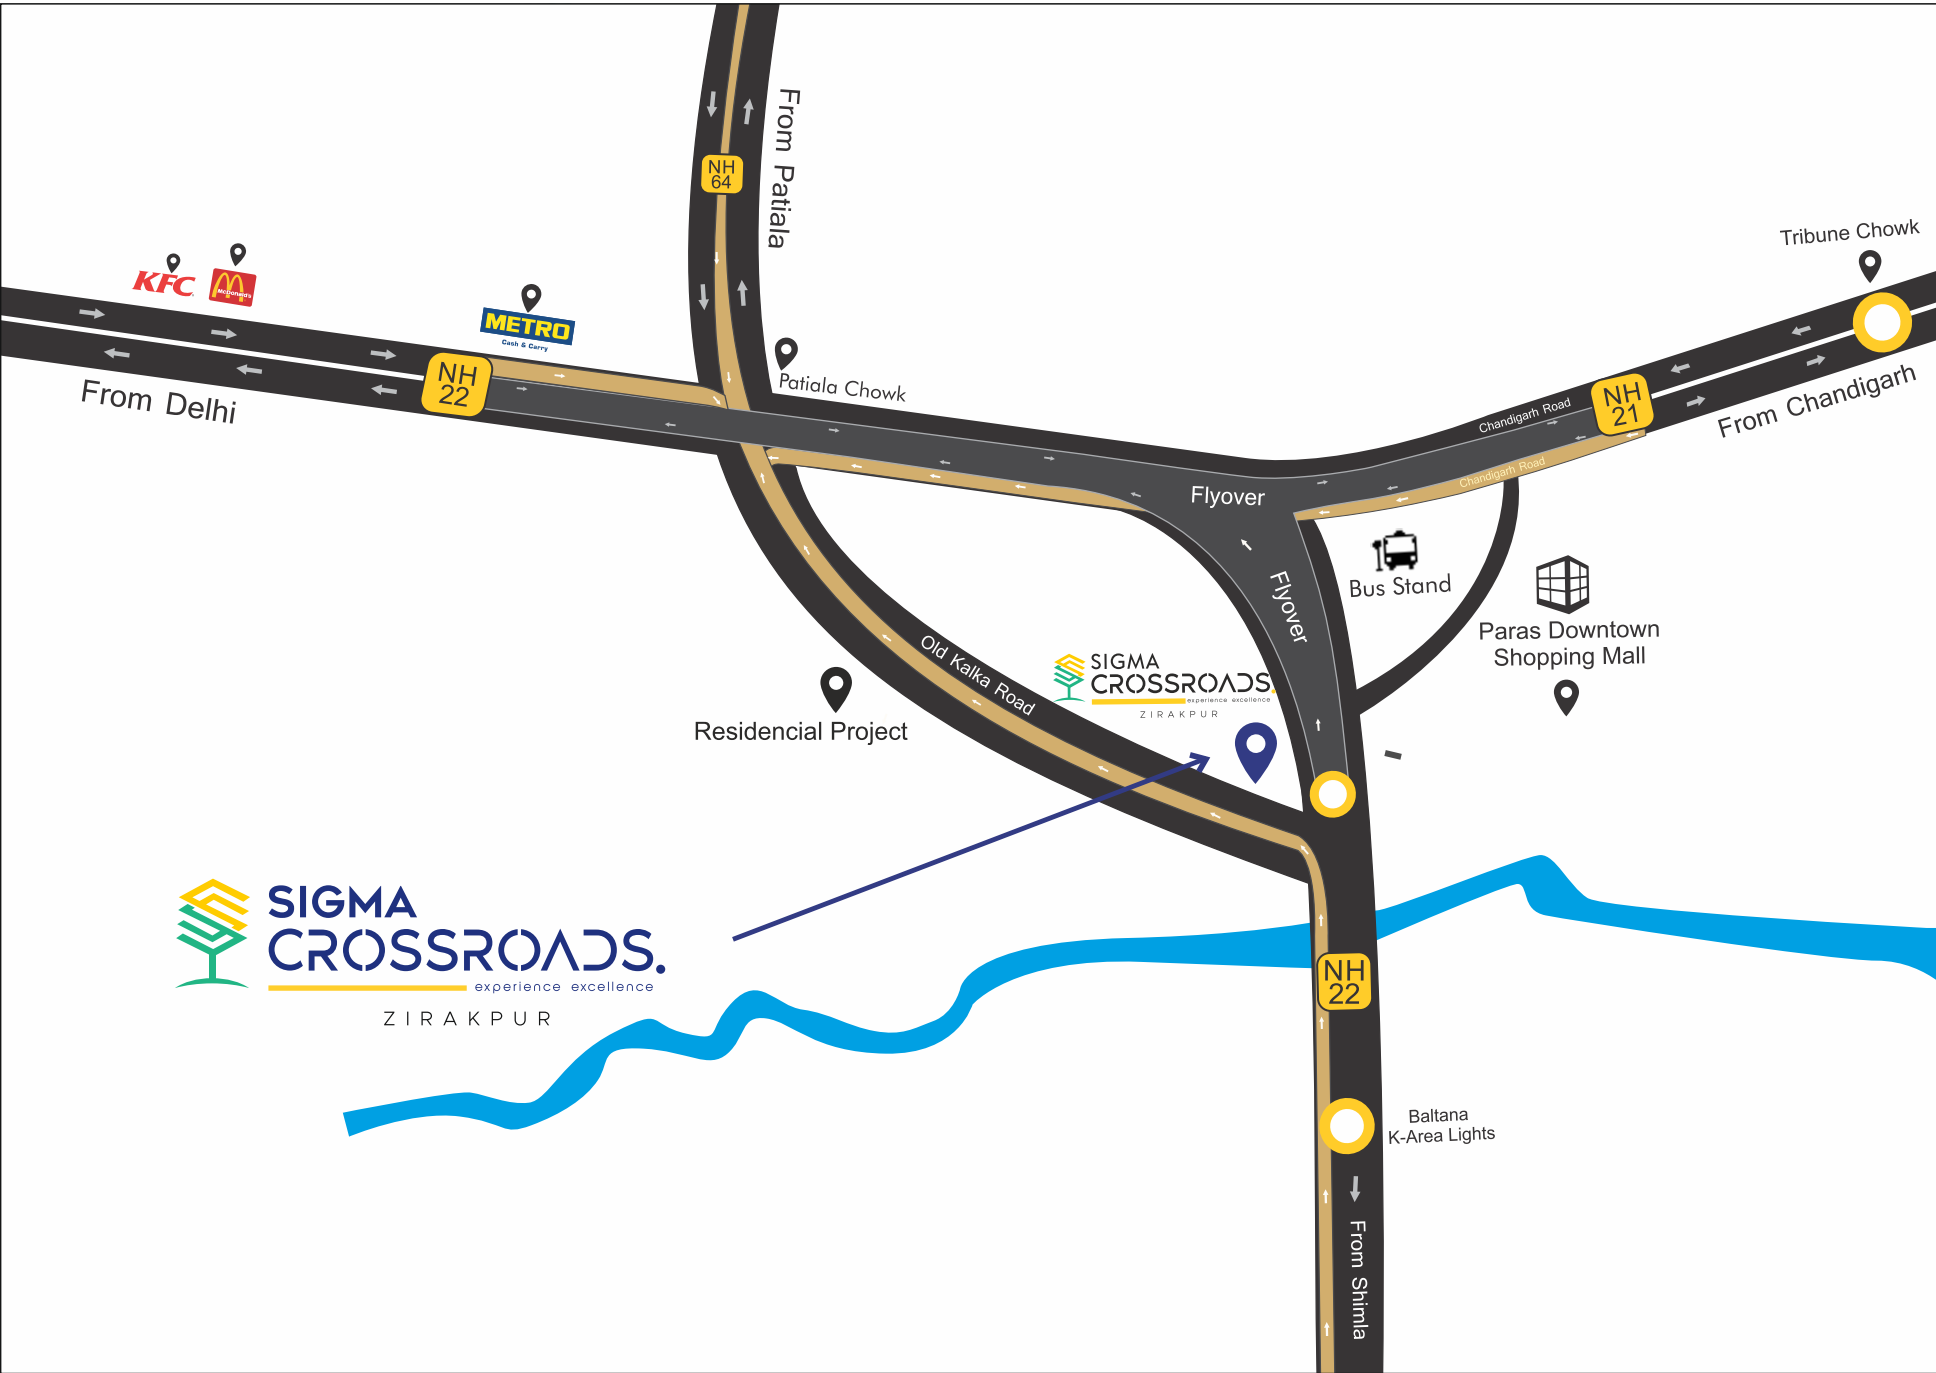 From Patiala
NH
64
Tribune Chowk
KFC
McDonald's
METRO
Cash & Carry
NH
22
From Delhi
Patiala Chowk
Chandigarh Road
NH
21
From Chandigarh
Chandigarh Road
Flyover
Flyover
Bus Stand
Paras Downtown
Shopping Mall
Old Kalka Road
SIGMA
CROSSROADS.
experience excellence
ZIRAKPUR
Residencial Project
SIGMA
CROSSROADS.
experience excellence
ZIRAKPUR
NH
22
Baltana
K-Area Lights
From Shimla